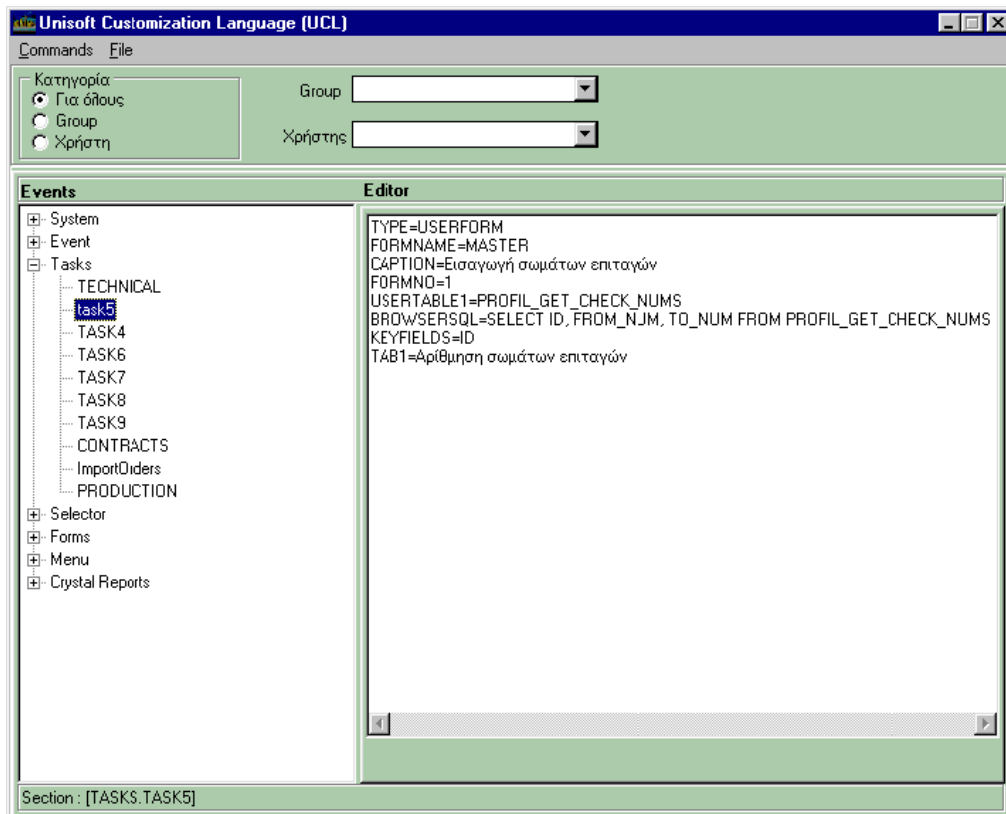 Unisoft Customization Language (UCL)
Commands File
Κατηγορία
Για όλους
Group
Χρήστη
Group
Χρήστης
Events
System
Event
Tasks
TECHNICAL
task5
TASK4
TASK6
TASK7
TASK8
TASK9
CONTRACTS
ImportOrders
PRODUCTION
Selector
Forms
Menu
Crystal Reports
Editor
TYPE=USERFORM
FORMNAME=MASTER
CAPTION=Εισαγωγή σωμάτων επιταγών
FORMNO=1
USERTABLE1=PROFIL_GET_CHECK_NUMS
BROWSERSQL=SELECT ID, FROM_NUM, TO_NUM FROM PROFIL_GET_CHECK_NUMS
KEYFIELDS=ID
TAB1=Αρίθμηση σωμάτων επιταγών
Section : [TASKS.TASK5]